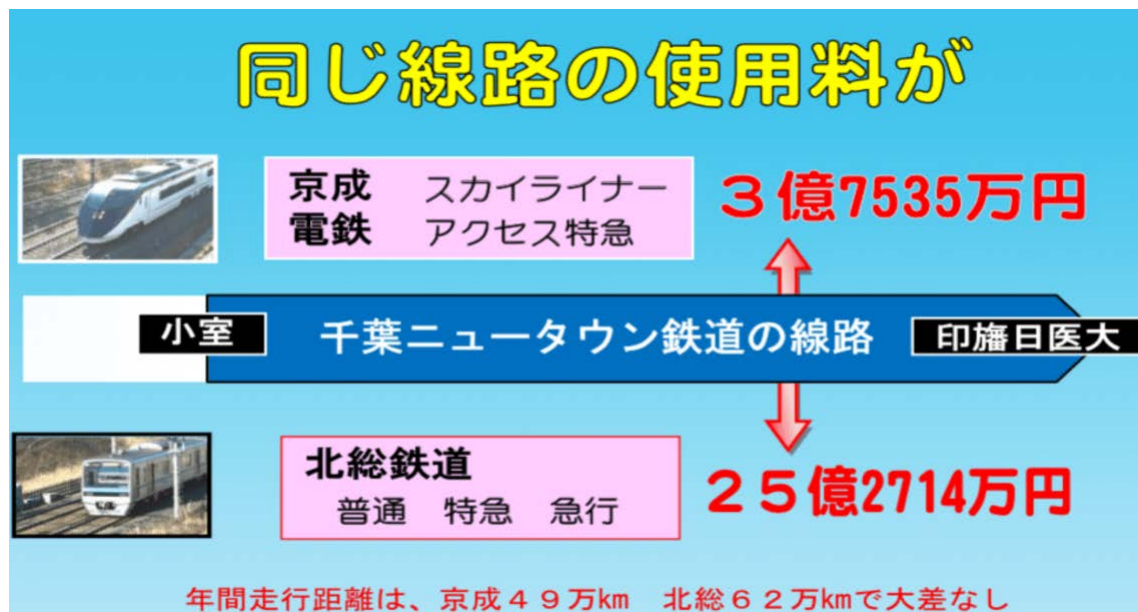 同じ線路の使用料が
京成 スカイライナー
電鉄 アクセス特急
3億7535万円
小室
千葉ニュータウン鉄道の線路
印旛日医大
北総鉄道
普通 特急 急行
25億2714万円
年間走行距離は、京成49万km 北総62万kmで大差なし